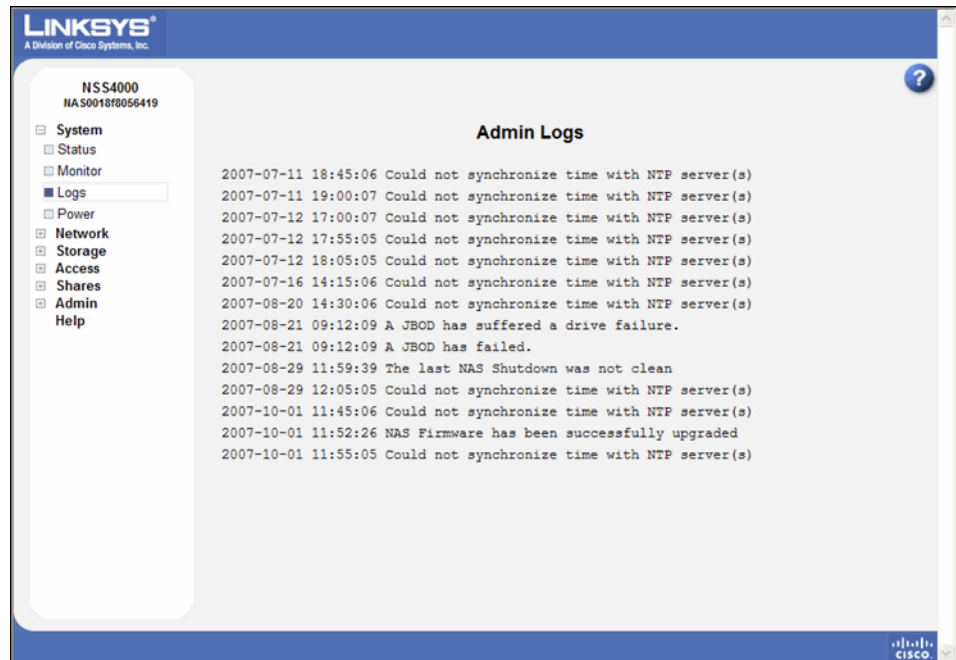 LINKSYS®
A Division of Cisco Systems, Inc.
NSS4000
NAS0018f8056419
System
Status
Monitor
Logs
Power
Network
Storage
Access
Shares
Admin
Help
?
Admin Logs
2007-07-11 18:45:06 Could not synchronize time with NTP server(s)
2007-07-11 19:00:07 Could not synchronize time with NTP server(s)
2007-07-12 17:00:07 Could not synchronize time with NTP server(s)
2007-07-12 17:55:05 Could not synchronize time with NTP server(s)
2007-07-12 18:05:05 Could not synchronize time with NTP server(s)
2007-07-16 14:15:06 Could not synchronize time with NTP server(s)
2007-08-20 14:30:06 Could not synchronize time with NTP server(s)
2007-08-21 09:12:09 A JBOD has suffered a drive failure.
2007-08-21 09:12:09 A JBOD has failed.
2007-08-29 11:59:39 The last NAS Shutdown was not clean
2007-08-29 12:05:05 Could not synchronize time with NTP server(s)
2007-10-01 11:45:06 Could not synchronize time with NTP server(s)
2007-10-01 11:52:26 NAS Firmware has been successfully upgraded
2007-10-01 11:55:05 Could not synchronize time with NTP server(s)
CISCO.